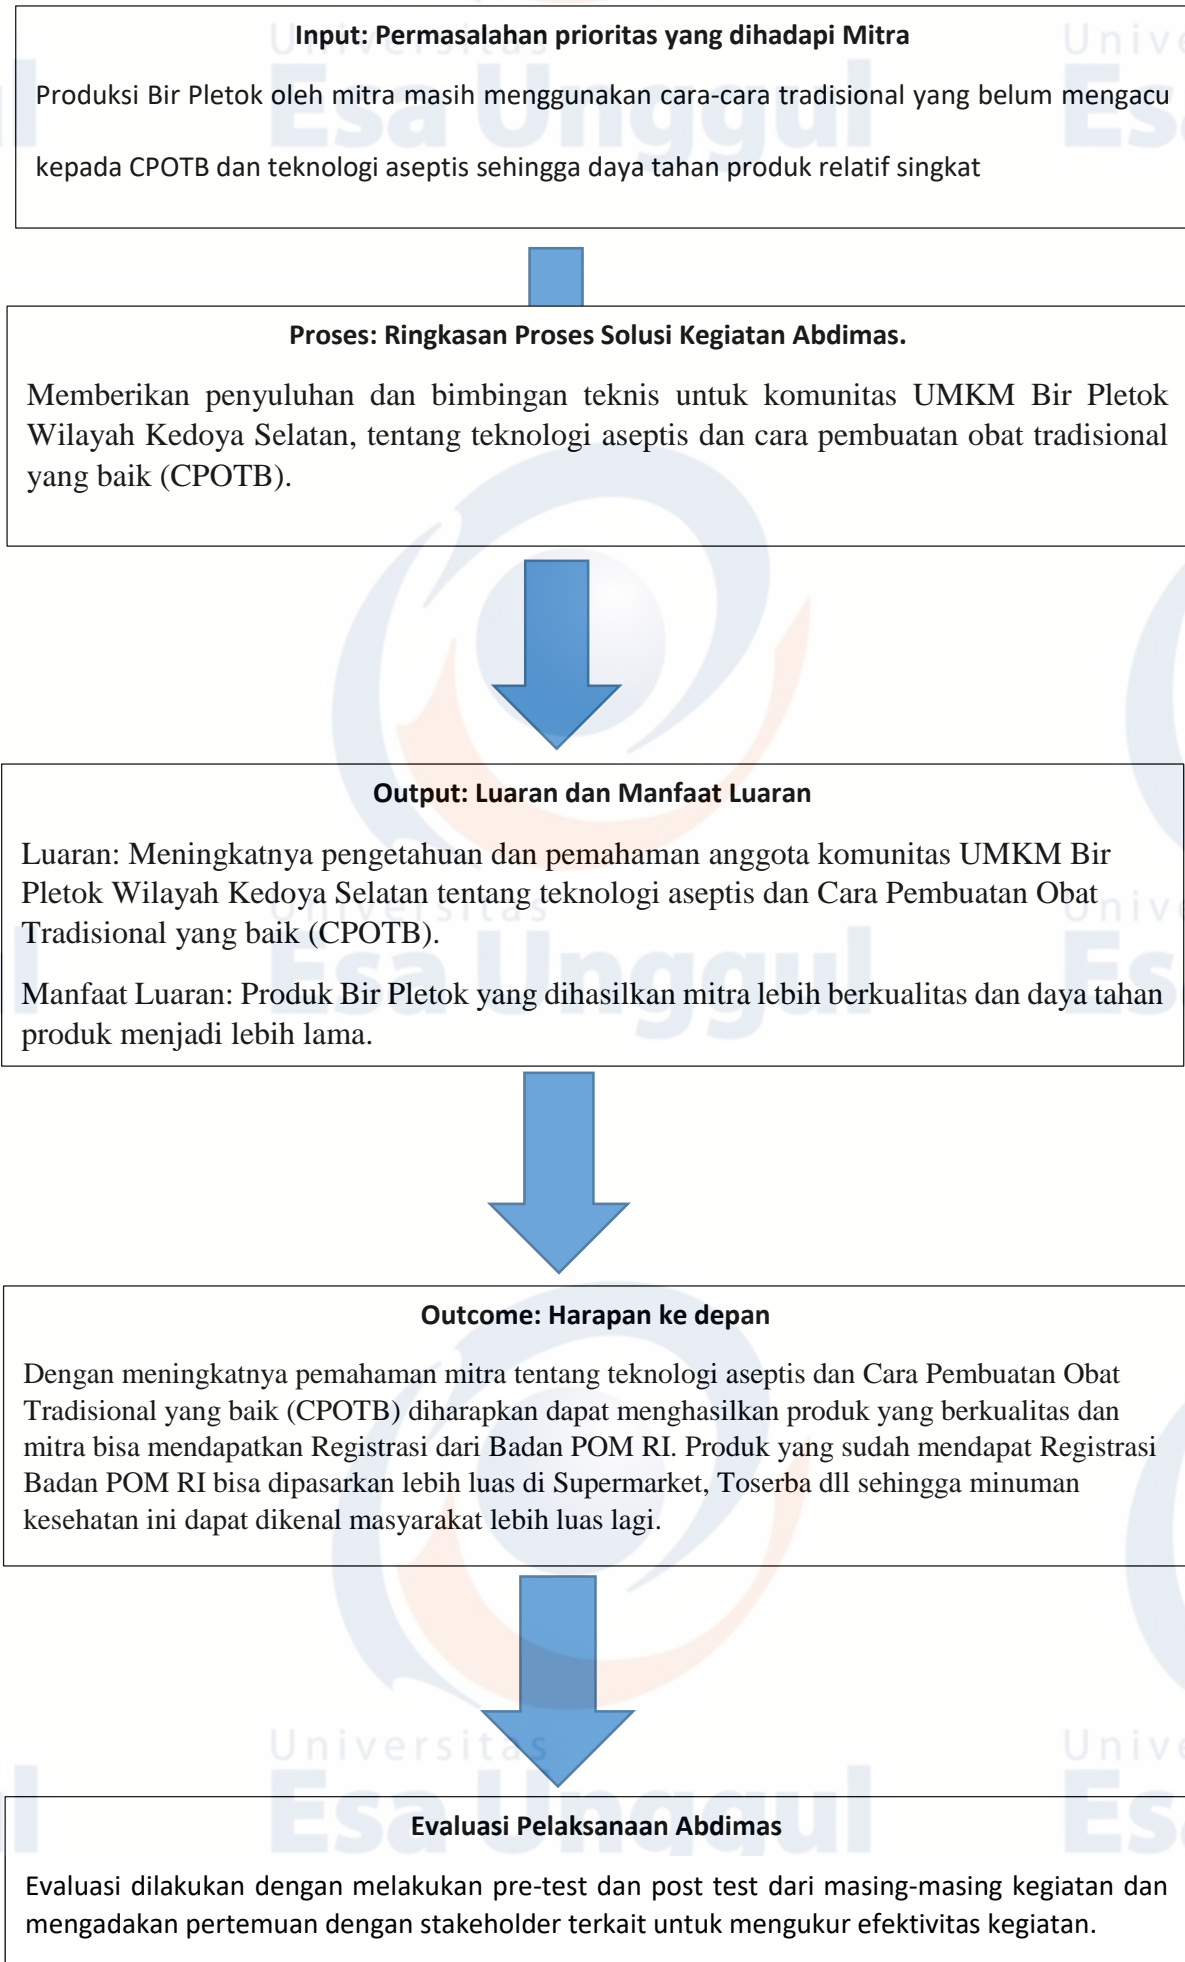 Input: Permasalahan prioritas yang dihadapi Mitra
Produksi Bir Pletok oleh mitra masih menggunakan cara-cara tradisional yang belum mengacu
kepada CPOTB dan teknologi aseptis sehingga daya tahan produk relatif singkat
Proses: Ringkasan Proses Solusi Kegiatan Abdimas.
Memberikan penyuluhan dan bimbingan teknis untuk komunitas UMKM Bir Pletok
Wilayah Kedoya Selatan, tentang teknologi aseptis dan cara pembuatan obat tradisional
yang baik (CPOTB).
Output: Luaran dan Manfaat Luaran
Luaran: Meningkatnya pengetahuan dan pemahaman anggota komunitas UMKM Bir
Pletok Wilayah Kedoya Selatan tentang teknologi aseptis dan Cara Pembuatan Obat
Tradisional yang baik (CPOTB).
Manfaat Luaran: Produk Bir Pletok yang dihasilkan mitra lebih berkualitas dan daya tahan
produk menjadi lebih lama.
Outcome: Harapan ke depan
Dengan meningkatnya pemahaman mitra tentang teknologi aseptis dan Cara Pembuatan Obat
Tradisional yang baik (CPOTB) diharapkan dapat menghasilkan produk yang berkualitas dan
mitra bisa mendapatkan Registrasi dari Badan POM RI. Produk yang sudah mendapat Registrasi
Badan POM RI bisa dipasarkan lebih luas di Supermarket, Toserba dll sehingga minuman
kesehatan ini dapat dikenal masyarakat lebih luas lagi.
Universitas
Esa Unggul
Evaluasi Pelaksanaan Abdimas
Evaluasi dilakukan dengan melakukan pre-test dan post test dari masing-masing kegiatan dan
mengadakan pertemuan dengan stakeholder terkait untuk mengukur efektivitas kegiatan.